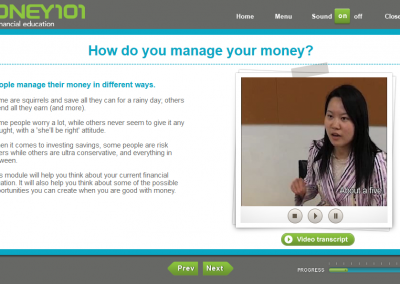 ONEY101
financial education
Home Menu Sound on off Close
How do you manage your money?
ople manage their money in different ways.
me are squirrels and save all they can for a rainy day; others
end all they earn (and more).
me people worry a lot, while others never seem to give it any
ught, with a 'she'll be right' attitude.
en it comes to investing savings, some people are risk
ers while others are ultra conservative, and everything in
ween.
s module will help you think about your current financial
ation. It will also help you think about some of the possible
portunities you can create when you are good with money.
About a five
Video transcript
Prev Next
PROGRESS